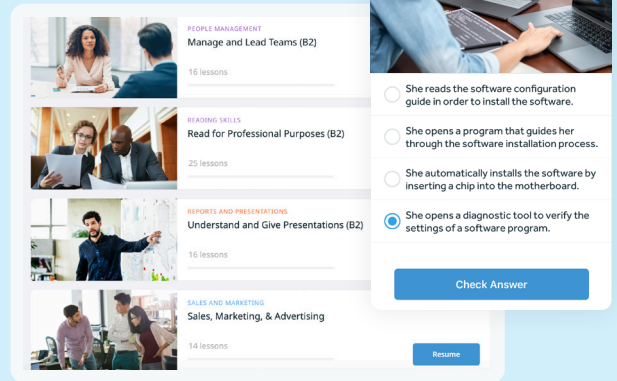 PEOPLE MANAGEMENT
Manage and Lead Teams (B2)
16 lessons
READING SKILLS
Read for Professional Purposes (B2)
25 lessons
REPORTS AND PRESENTATIONS
Understand and Give Presentations (B2)
16 lessons
SALES AND MARKETING
Sales, Marketing, & Advertising
14 lessons
Resume
She reads the software configuration
guide in order to install the software.
She opens a program that guides her
through the software installation process.
She automatically installs the software by
inserting a chip into the motherboard.
She opens a diagnostic tool to verify the
settings of a software program.
Check Answer